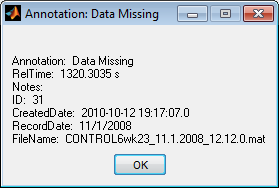 Annotation: Data Missing
Annotation:  Data Missing
RelTime:  1320.3035 s
Notes:
ID:  31
CreatedDate:  2010-10-12 19:17:07.0
RecordDate:  11/1/2008
FileName:  CONTROL6wk23_11.1.2008_12.12.0.mat
OK